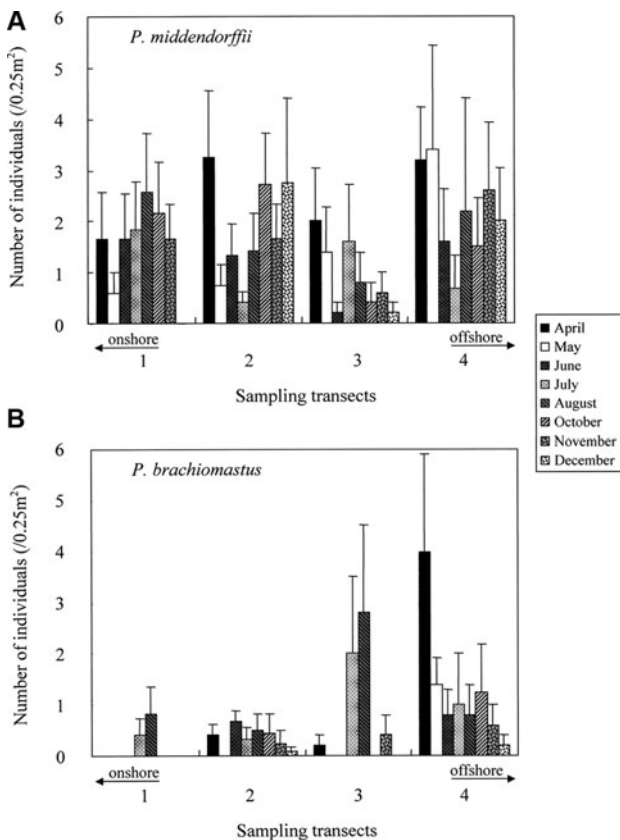 A
P. middendorffii
Number of individuals (/0.25m²)
6
5
4
3
2
1
0
onshore
offshore
1 2 3 4
Sampling transects
April
May
June
July
August
October
November
December
B
P. brachiomastus
Number of individuals (/0.25m²)
6
5
4
3
2
1
0
onshore
offshore
1 2 3 4
Sampling transects